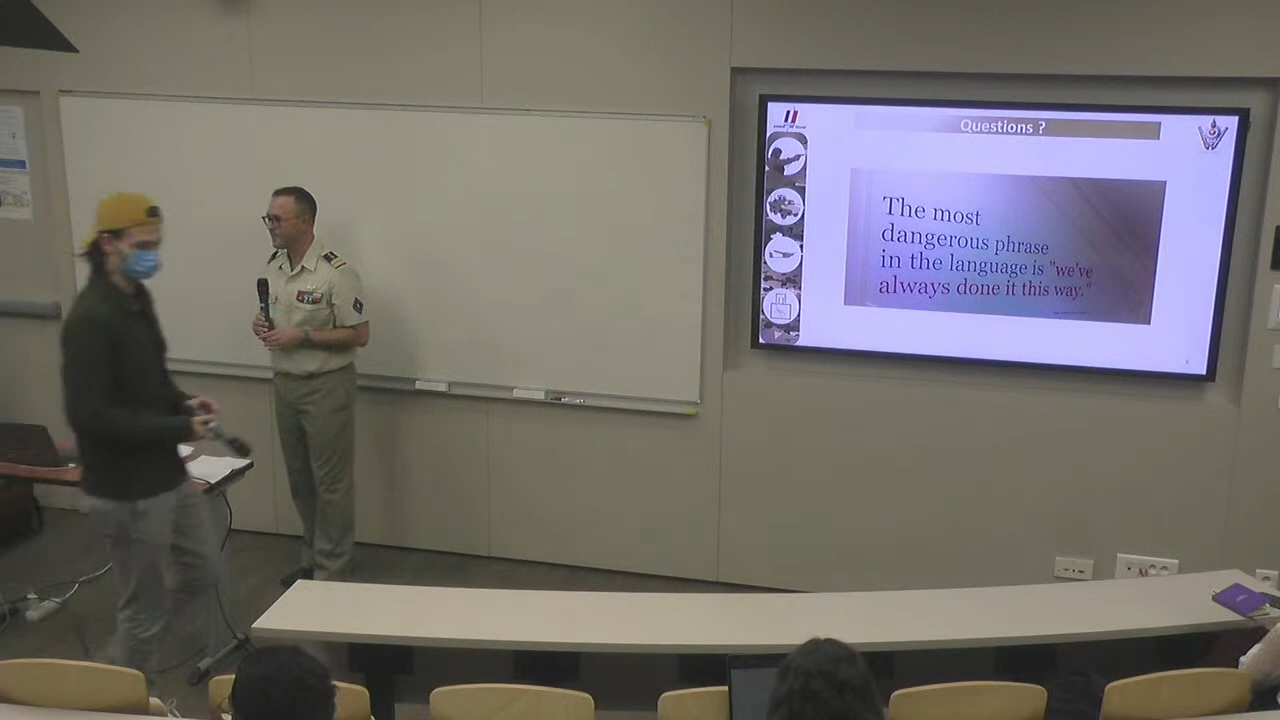 Questions ?
The most
dangerous phrase
in the language is "we've
always done it this way."